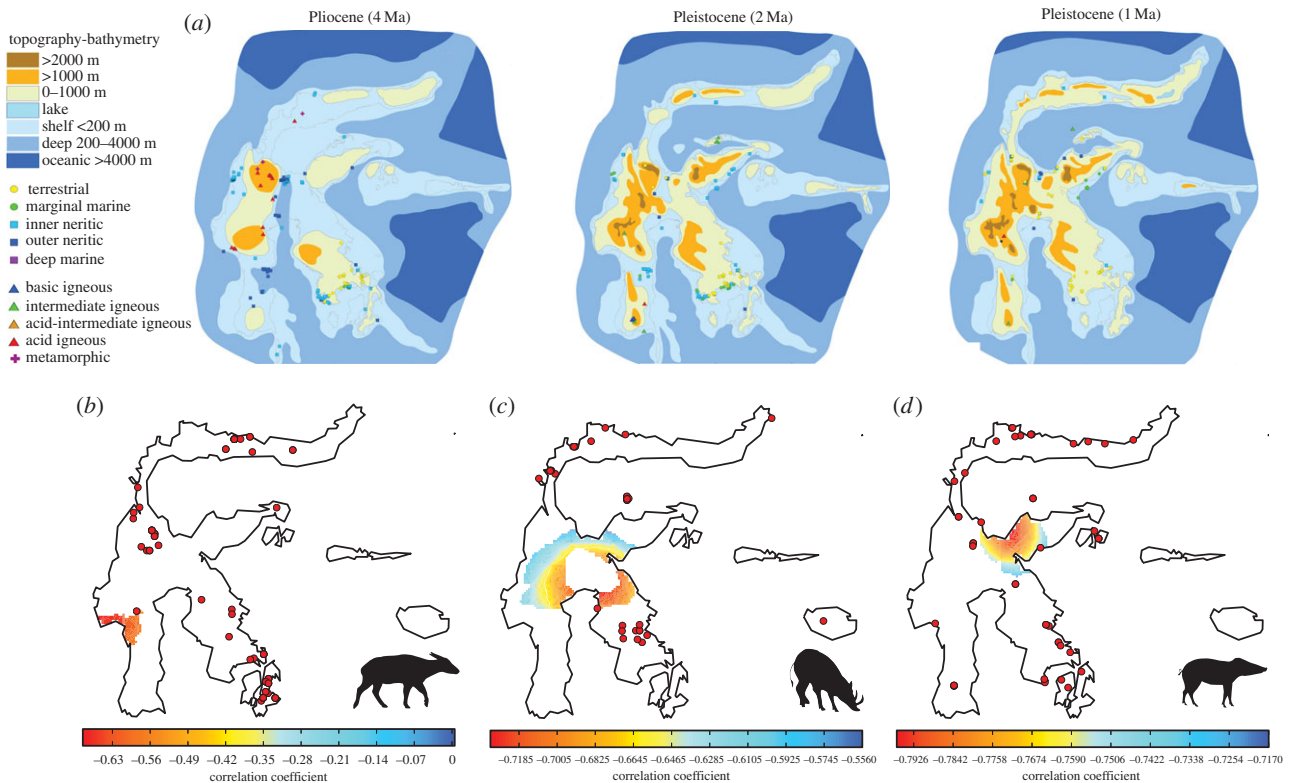 (a)
Pliocene (4 Ma)
Pleistocene (2 Ma)
Pleistocene (1 Ma)
topography-bathymetry
>2000 m
>1000 m
0–1000 m
lake
shelf <200 m
deep 200–4000 m
oceanic >4000 m
terrestrial
marginal marine
inner neritic
outer neritic
deep marine
basic igneous
intermediate igneous
acid-intermediate igneous
acid igneous
metamorphic
(b)
(c)
(d)
−0.63 −0.56 −0.49 −0.42 −0.35 −0.28 −0.21 −0.14 −0.07 0
correlation coefficient
−0.7185 −0.7005 −0.6825 −0.6645 −0.6465 −0.6285 −0.6105 −0.5925 −0.5745 −0.5560
correlation coefficient
−0.7926 −0.7842 −0.7758 −0.7674 −0.7590 −0.7506 −0.7422 −0.7338 −0.7254 −0.7170
correlation coefficient